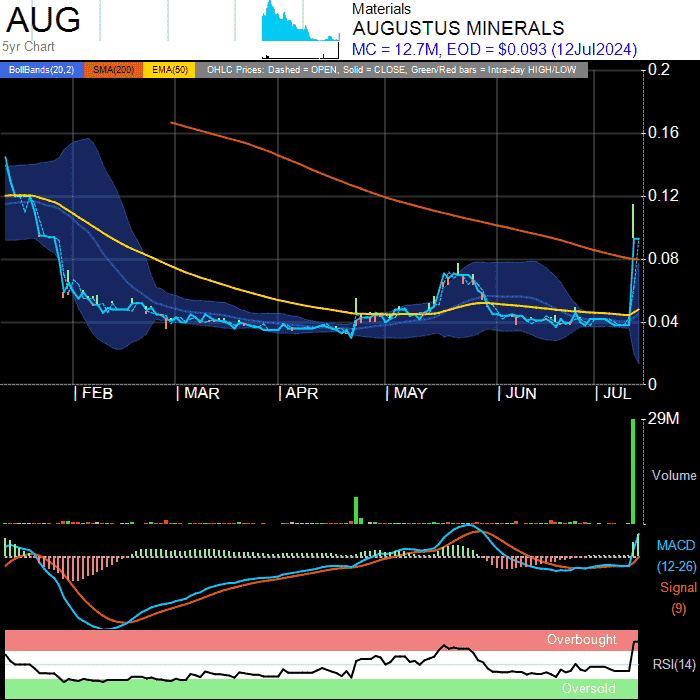 AUG
5yr Chart
Materials
AUGUSTUS MINERALS
MC = 12.7M, EOD = $0.093 (12Jul2024)
BollBands(20,2) SMA(200) EMA(50) OHLC Prices: Dashed = OPEN, Solid = CLOSE, Green/Red bars = Intra-day HIGH/LOW
0.2
0.16
0.12
0.08
0.04
0
| FEB | MAR | APR | MAY | JUN | JUL
29M
Volume
MACD
(12-26)
Signal
(9)
Overbought
RSI(14)
Oversold